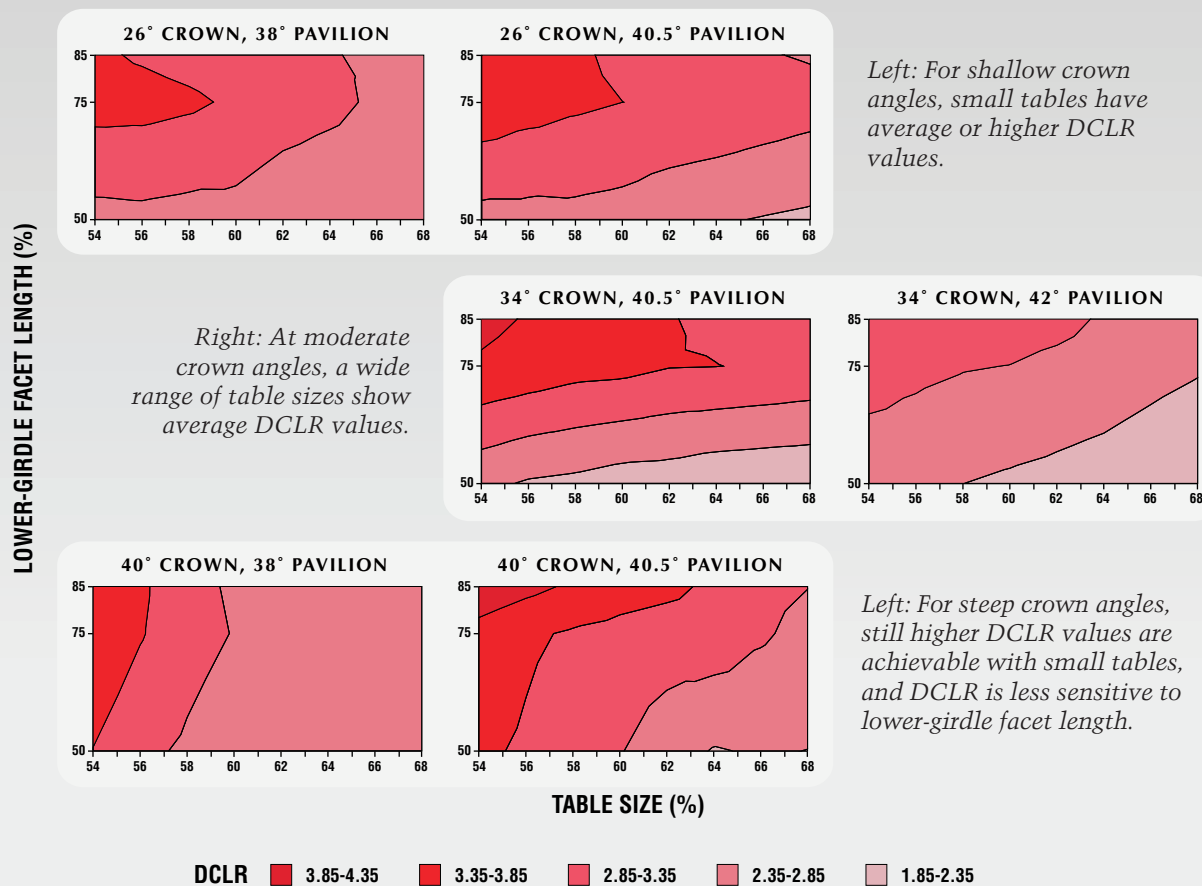 26° CROWN, 38° PAVILION
85
75
50
54 56 58 60 62 64 66 68
26° CROWN, 40.5° PAVILION
85
75
50
54 56 58 60 62 64 66 68
Left: For shallow crown
angles, small tables have
average or higher DCLR
values.
LOWER-GIRDLE FACET LENGTH (%)
Right: At moderate
crown angles, a wide
range of table sizes show
average DCLR values.
34° CROWN, 40.5° PAVILION
85
75
50
54 56 58 60 62 64 66 68
34° CROWN, 42° PAVILION
85
75
50
54 56 58 60 62 64 66 68
40° CROWN, 38° PAVILION
85
75
50
54 56 58 60 62 64 66 68
40° CROWN, 40.5° PAVILION
85
75
50
54 56 58 60 62 64 66 68
Left: For steep crown angles,
still higher DCLR values are
achievable with small tables,
and DCLR is less sensitive to
lower-girdle facet length.
TABLE SIZE (%)
DCLR 3.85-4.35 3.35-3.85 2.85-3.35 2.35-2.85 1.85-2.35